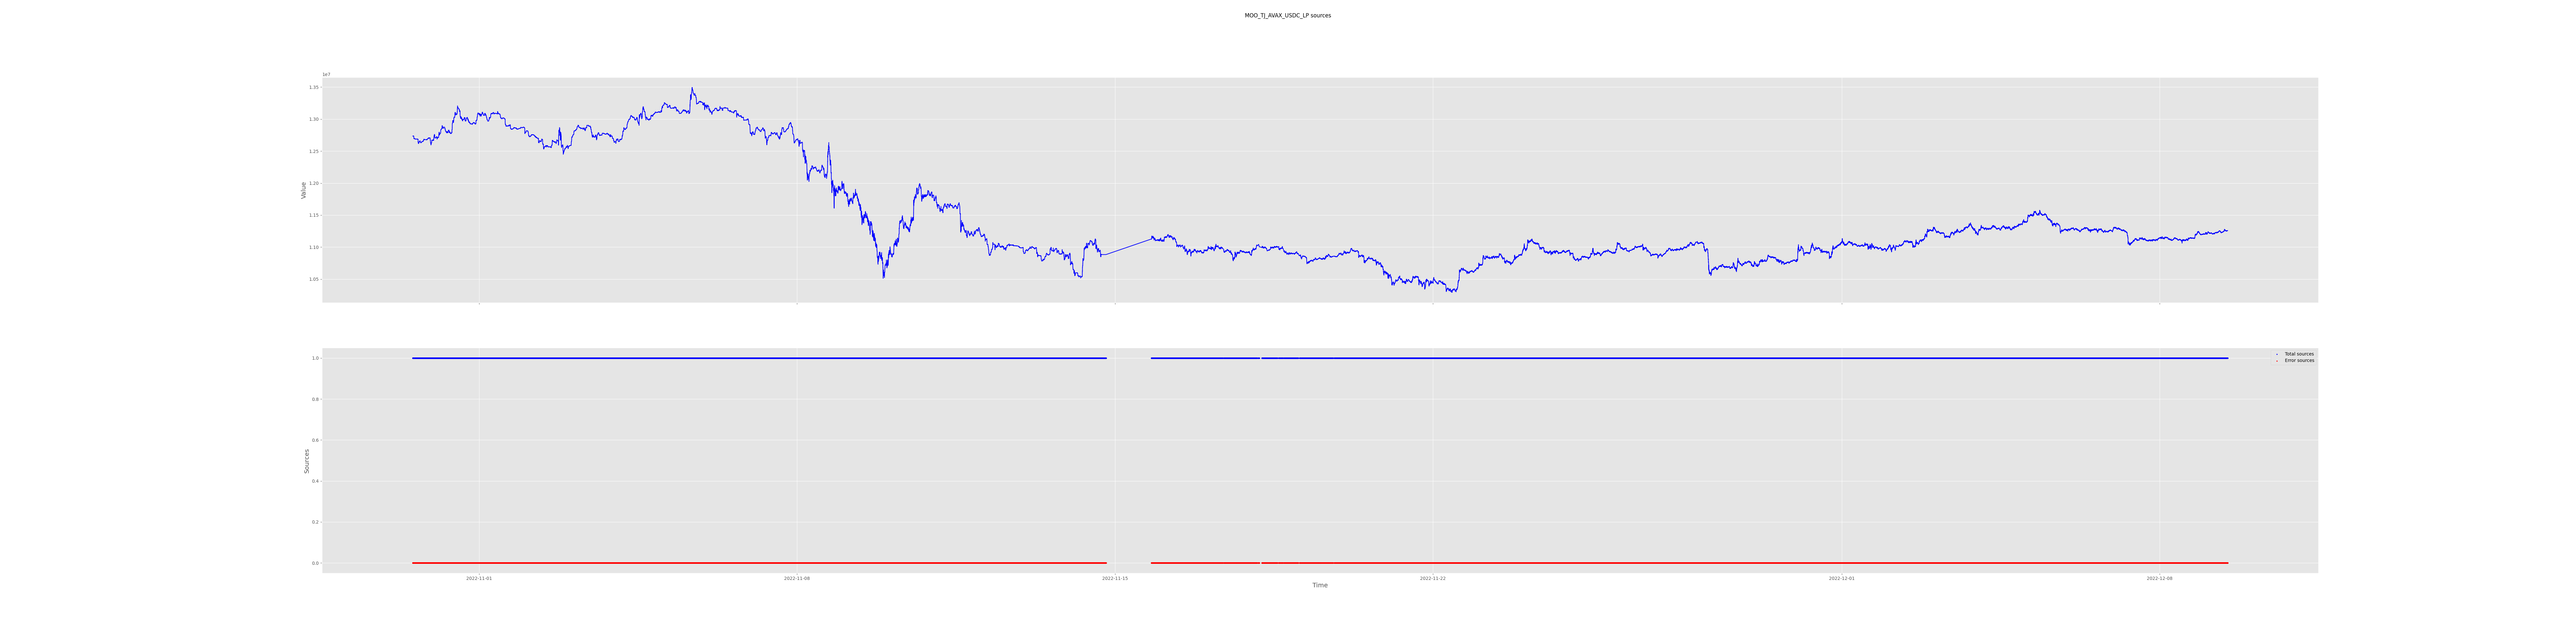 MOO_TJ_AVAX_USDC_LP sources
1e7
1.35
1.30
1.25
1.20
1.15
1.10
1.05
Value
1.0
0.8
0.6
0.4
0.2
0.0
Sources
Total sources
Error sources
2022-11-01
2022-11-08
2022-11-15
2022-11-22
2022-12-01
2022-12-08
Time